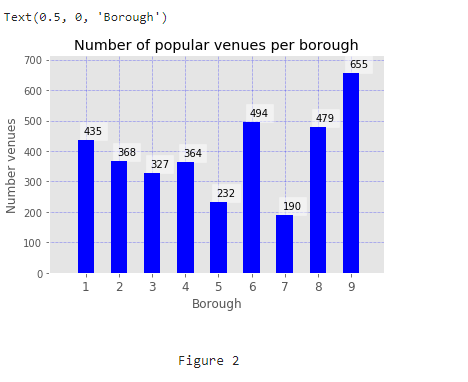 Text(0.5, 0, 'Borough')
Number of popular venues per borough
700
600
500
400
300
200
100
0
Number venues
435
368
327
364
232
494
190
479
655
1 2 3 4 5 6 7 8 9
Borough
Figure 2